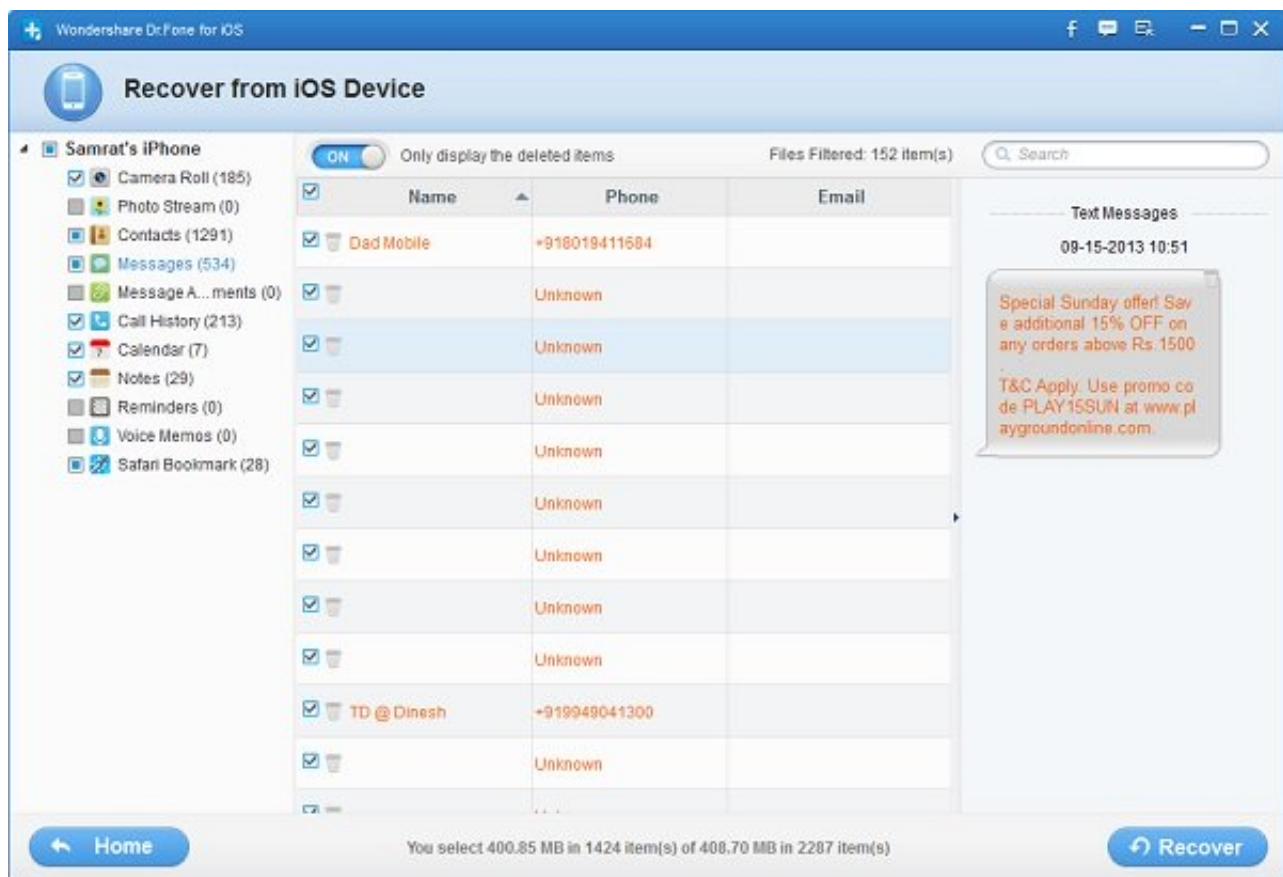 Wondershare Dr.Fone for iOS
Recover from iOS Device
Samrat's iPhone
Camera Roll (185)
Photo Stream (0)
Contacts (1291)
Messages (534)
Message A...ments (0)
Call History (213)
Calendar (7)
Notes (29)
Reminders (0)
Voice Memos (0)
Safari Bookmark (28)
ON Only display the deleted items Files Filtered: 152 item(s)
Name Phone Email
Dad Mobile +918019411684
Unknown
Unknown
Unknown
Unknown
Unknown
Unknown
Unknown
Unknown
TD @ Dinesh +919949041300
Unknown
Search
Text Messages
09-15-2013 10:51
Special Sunday offer! Sav
e additional 15% OFF on
any orders above Rs.1500
.
T&C Apply. Use promo co
de PLAY15SUN at www.pl
aygroundonline.com.
Home
You select 400.85 MB in 1424 item(s) of 408.70 MB in 2287 item(s)
Recover